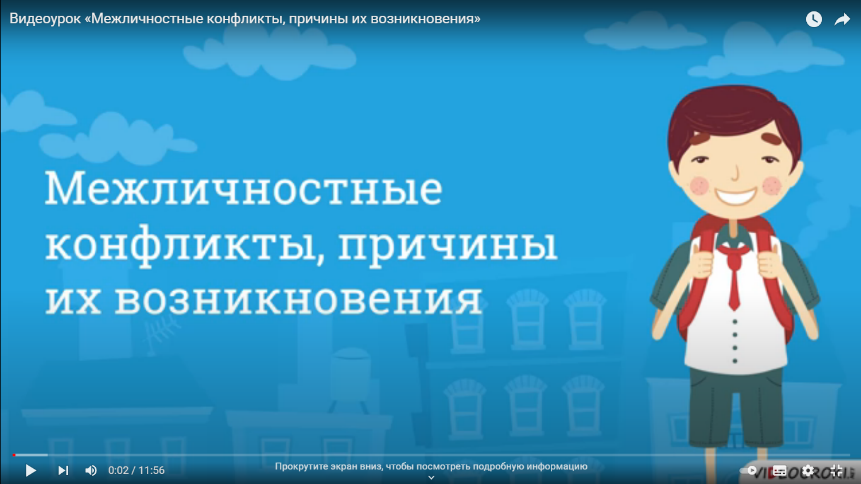 Видеоурок «Межличностные конфликты, причины их возникновения»
Межличностные
конфликты, причины
их возникновения
0:02 / 11:56
Прокрутите экран вниз, чтобы посмотреть подробную информацию